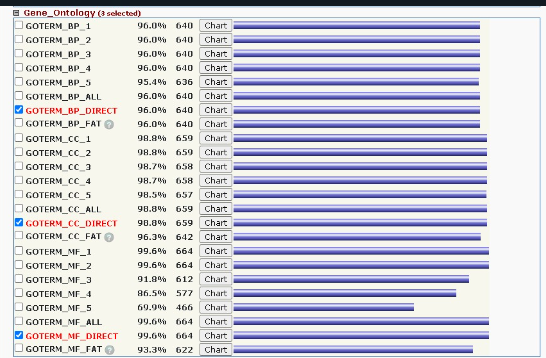 Gene_Ontology (3 selected)
GOTERM_BP_1 96.0% 640 Chart
GOTERM_BP_2 96.0% 640 Chart
GOTERM_BP_3 96.0% 640 Chart
GOTERM_BP_4 96.0% 640 Chart
GOTERM_BP_5 95.4% 636 Chart
GOTERM_BP_ALL 96.0% 640 Chart
GOTERM_BP_DIRECT 96.0% 640 Chart
GOTERM_BP_FAT ? 96.0% 640 Chart
GOTERM_CC_1 98.8% 659 Chart
GOTERM_CC_2 98.8% 659 Chart
GOTERM_CC_3 98.7% 658 Chart
GOTERM_CC_4 98.7% 658 Chart
GOTERM_CC_5 98.5% 657 Chart
GOTERM_CC_ALL 98.8% 659 Chart
GOTERM_CC_DIRECT 98.8% 659 Chart
GOTERM_CC_FAT ? 96.3% 642 Chart
GOTERM_MF_1 99.6% 664 Chart
GOTERM_MF_2 99.6% 664 Chart
GOTERM_MF_3 91.8% 612 Chart
GOTERM_MF_4 86.5% 577 Chart
GOTERM_MF_5 69.9% 466 Chart
GOTERM_MF_ALL 99.6% 664 Chart
GOTERM_MF_DIRECT 99.6% 664 Chart
GOTERM_MF_FAT ? 93.3% 622 Chart